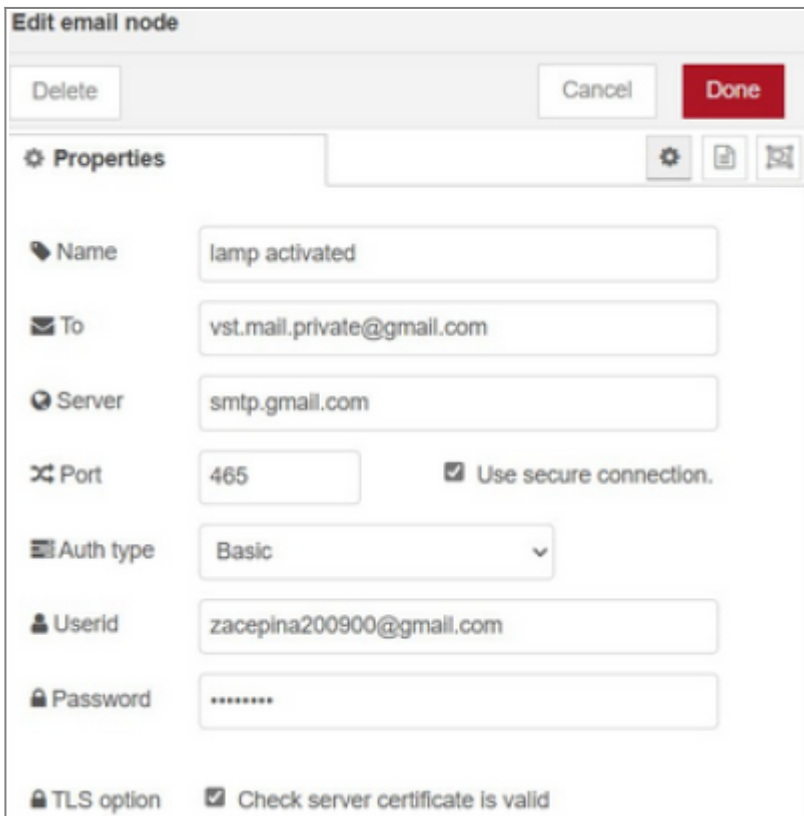 Edit email node
Delete Cancel Done
Properties
Name lamp activated
To vst.mail.private@gmail.com
Server smtp.gmail.com
Port 465 Use secure connection.
Auth type Basic
Userid zacepina200900@gmail.com
Password ••••••••
TLS option Check server certificate is valid